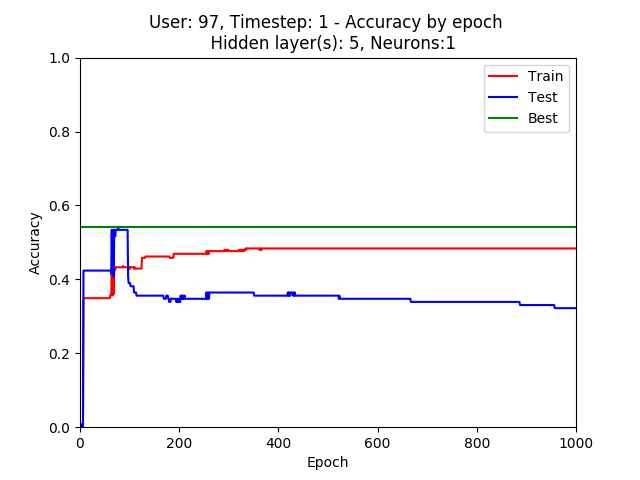 User: 97, Timestep: 1 - Accuracy by epoch
Hidden layer(s): 5, Neurons:1
1.0
0.8
0.6
0.4
0.2
0.0
Accuracy
Train
Test
Best
0 200 400 600 800 1000
Epoch